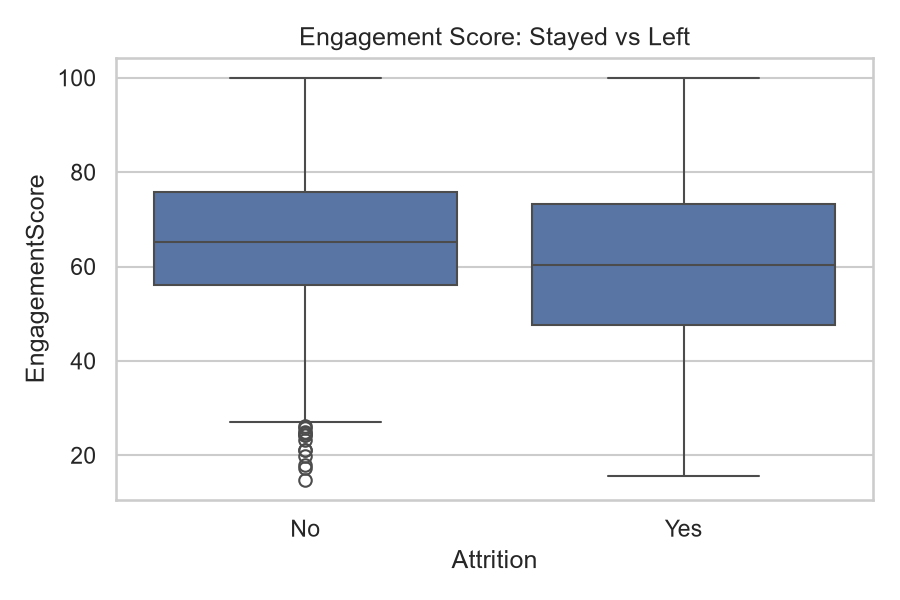 Engagement Score: Stayed vs Left
EngagementScore
100
80
60
40
20
No
Yes
Attrition